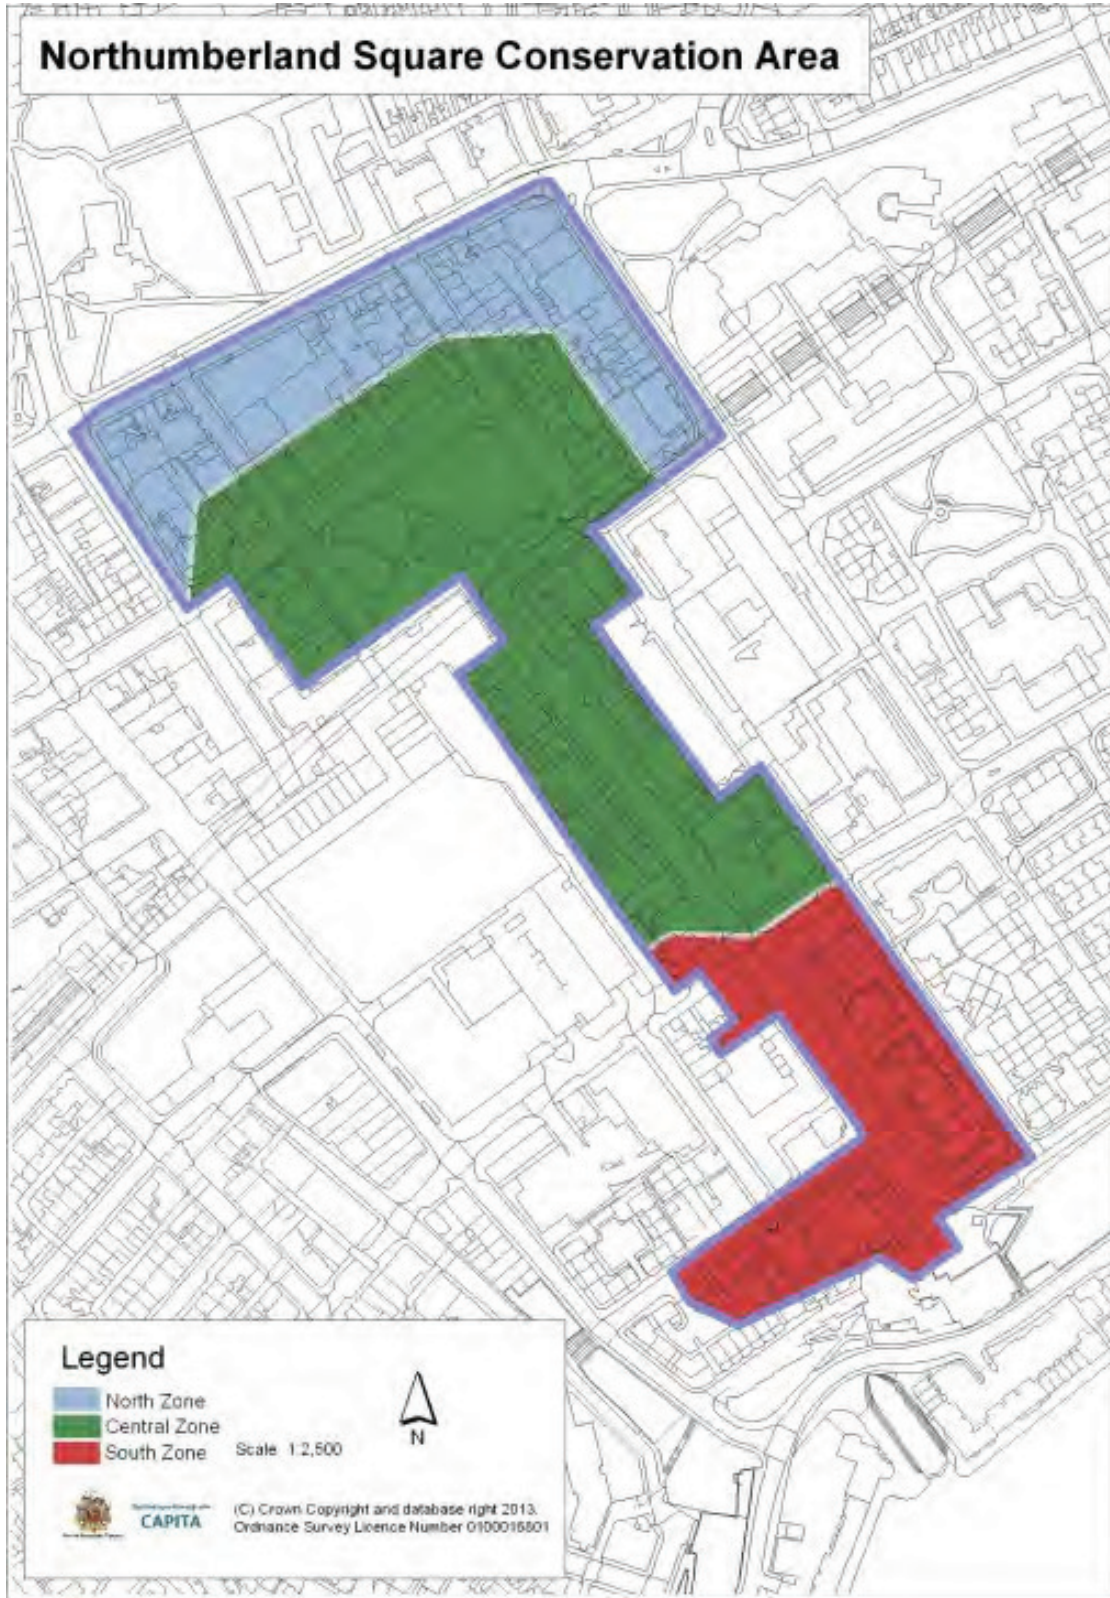 Northumberland Square Conservation Area
Legend
North Zone
Central Zone
South Zone
Scale 1:2,500
N
CAPITA
(C) Crown Copyright and database right 2013.
Ordnance Survey Licence Number 0100016801